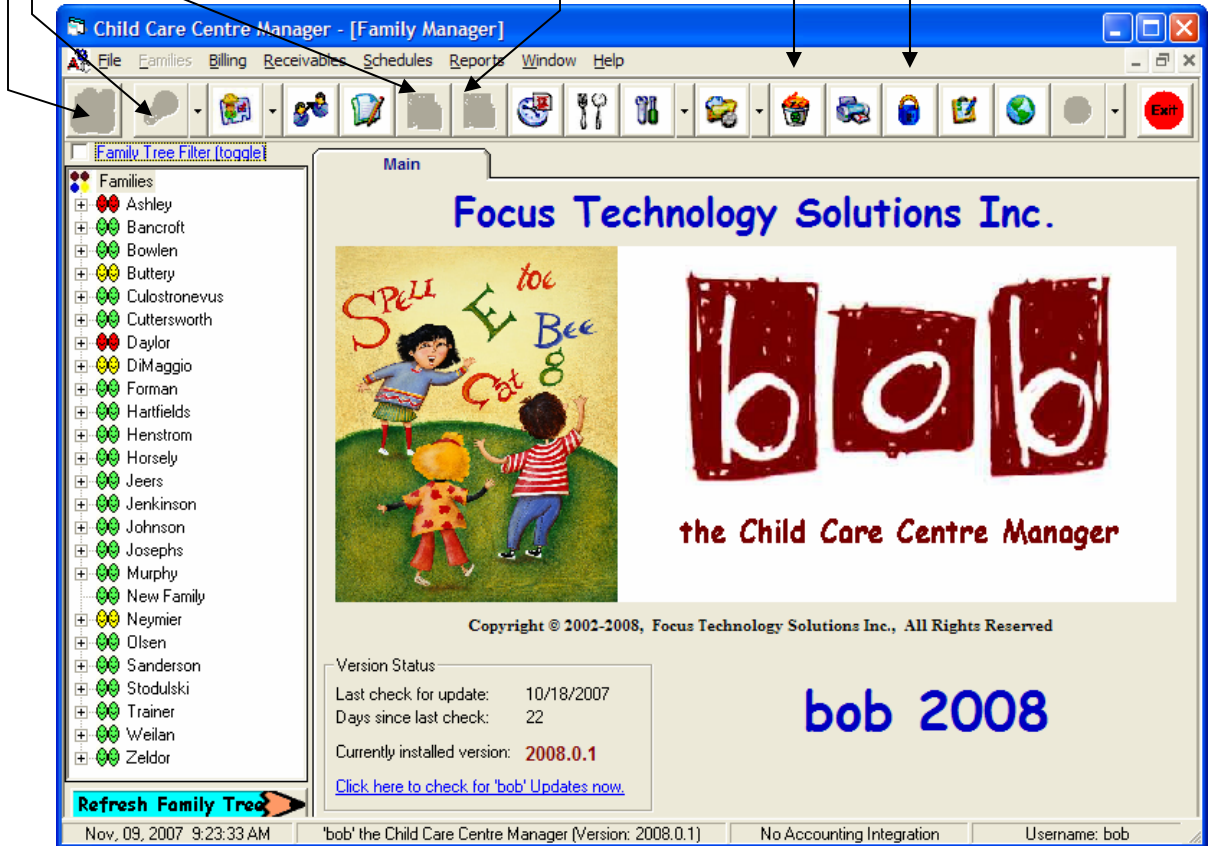 Child Care Centre Manager - [Family Manager]
File Families Billing Receivables Schedules Reports Window Help
Exit
Family Tree Filter (toggle)
Main
Families
Ashley
Bancroft
Bowlen
Buttery
Culostronevus
Cuttersworth
Daylor
DiMaggio
Forman
Hartfields
Henstrom
Horsely
Jeers
Jenkinson
Johnson
Josephs
Murphy
New Family
Neymier
Olsen
Sanderson
Stodulski
Trainer
Weilan
Zeldor
Refresh Family Tree
Focus Technology Solutions Inc.
SPELL
E
toe
Bee
Cat
8
bob
the Child Care Centre Manager
Copyright © 2002-2008, Focus Technology Solutions Inc., All Rights Reserved
Version Status
Last check for update: 10/18/2007
Days since last check: 22
Currently installed version: 2008.0.1
Click here to check for 'bob' Updates now.
bob 2008
Nov, 09, 2007 9:23:33 AM 'bob' the Child Care Centre Manager (Version: 2008.0.1) No Accounting Integration Username: bob